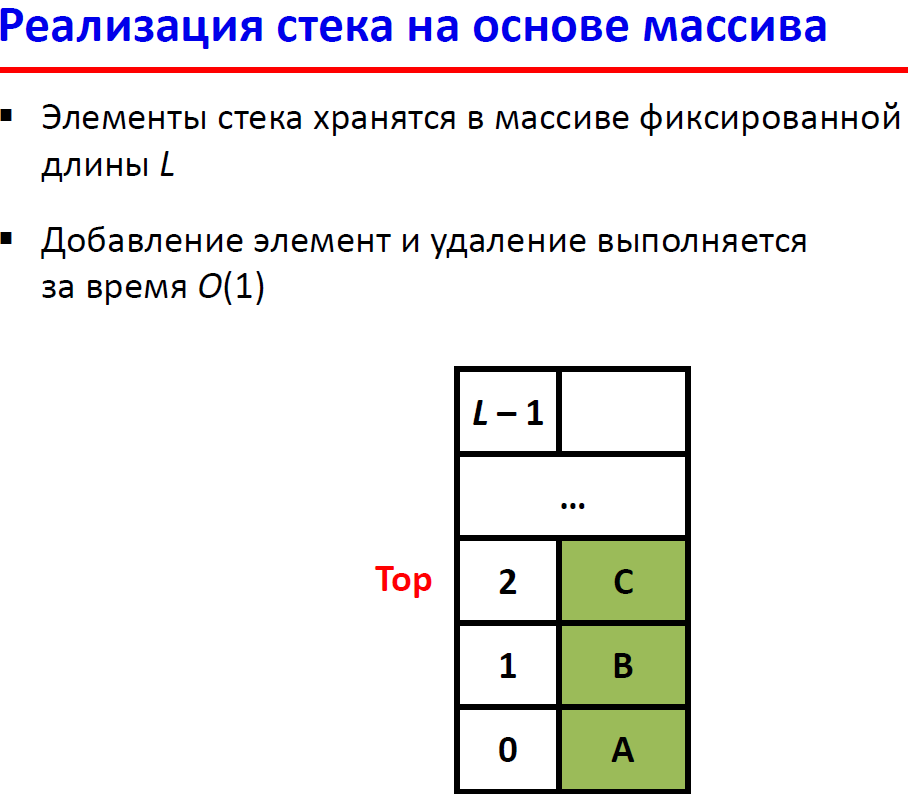 Реализация стека на основе массива
▪ Элементы стека хранятся в массиве фиксированной
длины L
▪ Добавление элемент и удаление выполняется
за время O(1)
L – 1
...
Top 2 C
1 B
0 A